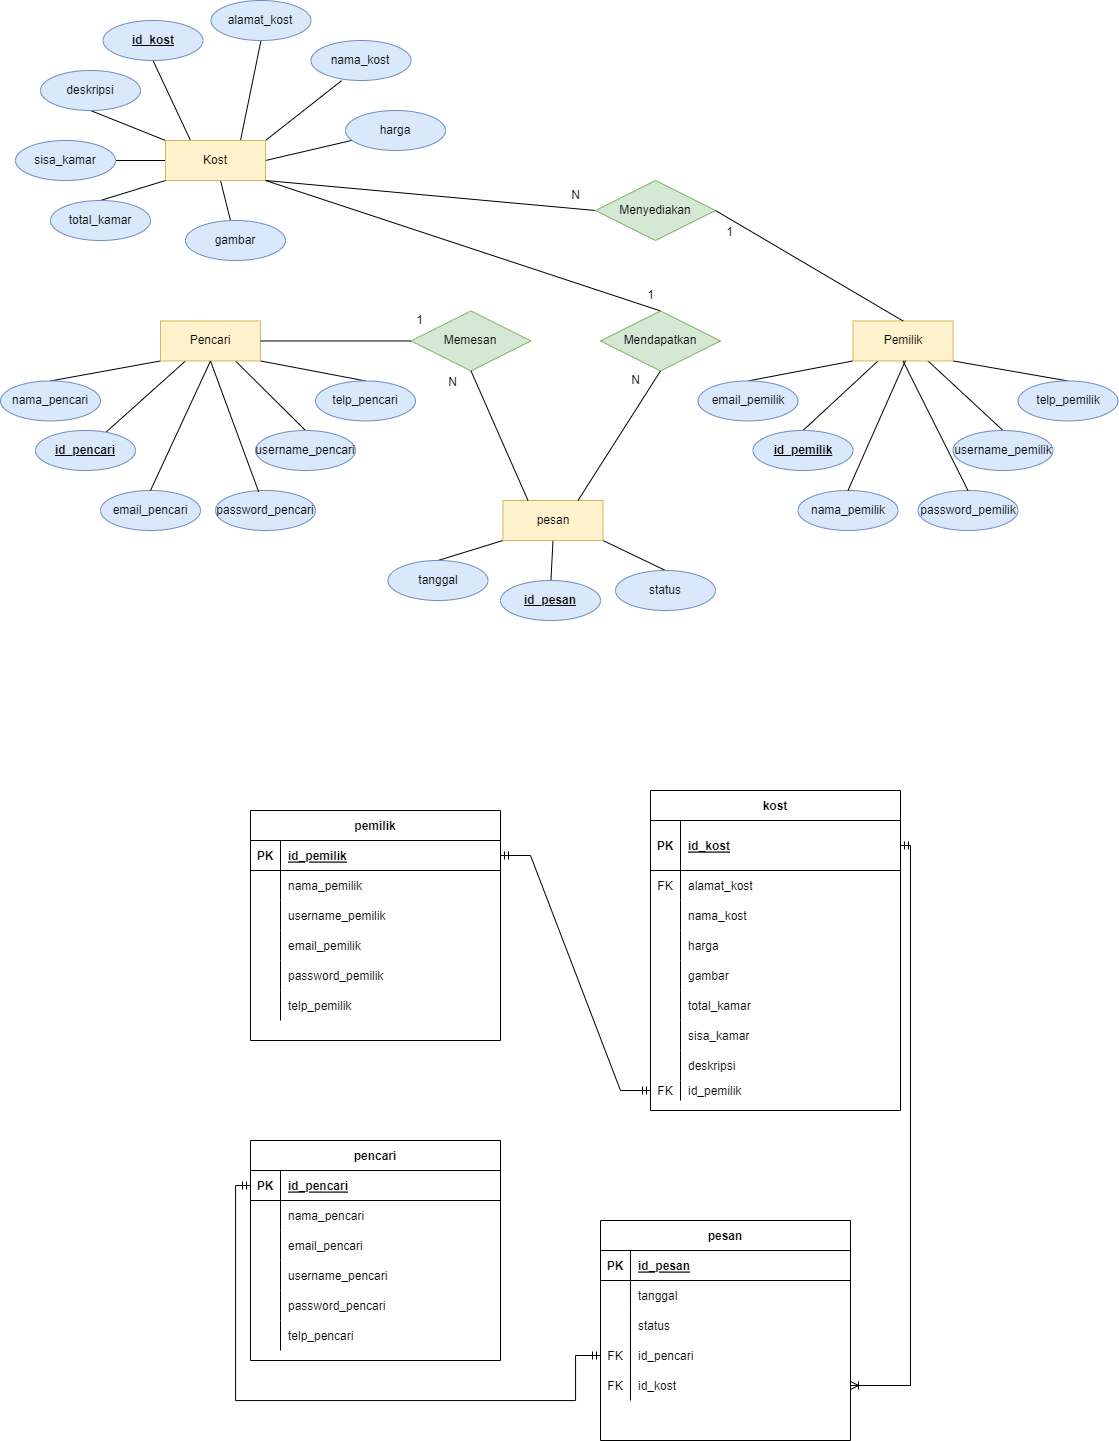 alamat_kost
id_kost
nama_kost
deskripsi
harga
sisa_kamar
Kost
total_kamar
gambar
N
Menyediakan
1
1
1
Pencari
Memesan
Mendapatkan
Pemilik
N
N
nama_pencari
telp_pencari
id_pencari
username_pencari
email_pencari
password_pencari
email_pemilik
telp_pemilik
id_pemilik
username_pemilik
nama_pemilik
password_pemilik
pesan
tanggal
id_pesan
status
pemilik
PK id_pemilik
nama_pemilik
username_pemilik
email_pemilik
password_pemilik
telp_pemilik
kost
PK id_kost
FK alamat_kost
nama_kost
harga
gambar
total_kamar
sisa_kamar
deskripsi
FK id_pemilik
pencari
PK id_pencari
nama_pencari
email_pencari
username_pencari
password_pencari
telp_pencari
pesan
PK id_pesan
tanggal
status
FK id_pencari
FK id_kost